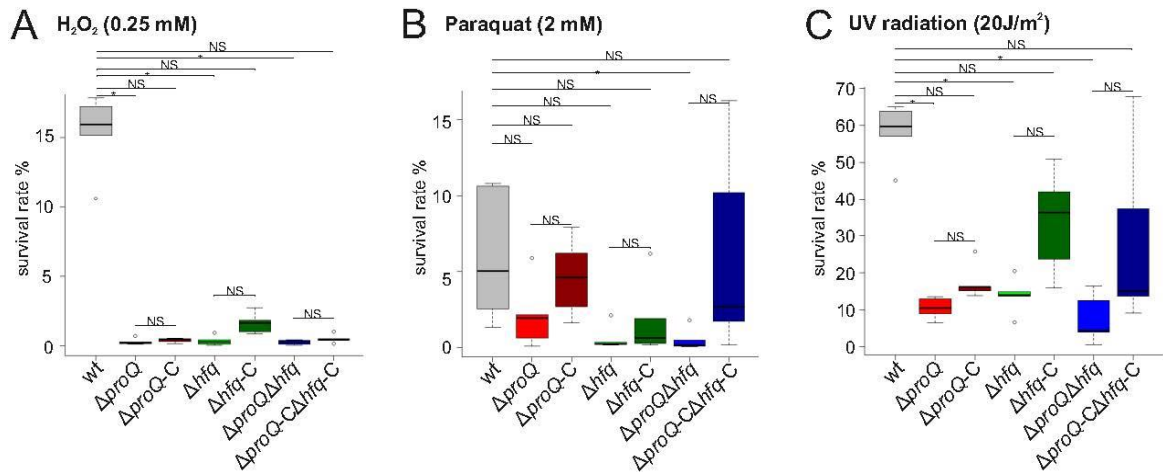 A H₂O₂ (0.25 mM)
NS
*
NS
*
NS
*
NS
NS
NS
survival rate %
15
10
5
0
wt
ΔproQ
ΔproQ-C
Δhfq
Δhfq-C
ΔproQΔhfq
ΔproQ-CΔhfq-C
B Paraquat (2 mM)
NS
*
NS
NS
NS
NS
NS
NS
NS
survival rate %
15
10
5
0
wt
ΔproQ
ΔproQ-C
Δhfq
Δhfq-C
ΔproQΔhfq
ΔproQ-CΔhfq-C
C UV radiation (20J/m²)
NS
*
NS
*
NS
*
NS
NS
NS
survival rate %
70
60
50
40
30
20
10
0
wt
ΔproQ
ΔproQ-C
Δhfq
Δhfq-C
ΔproQΔhfq
ΔproQ-CΔhfq-C